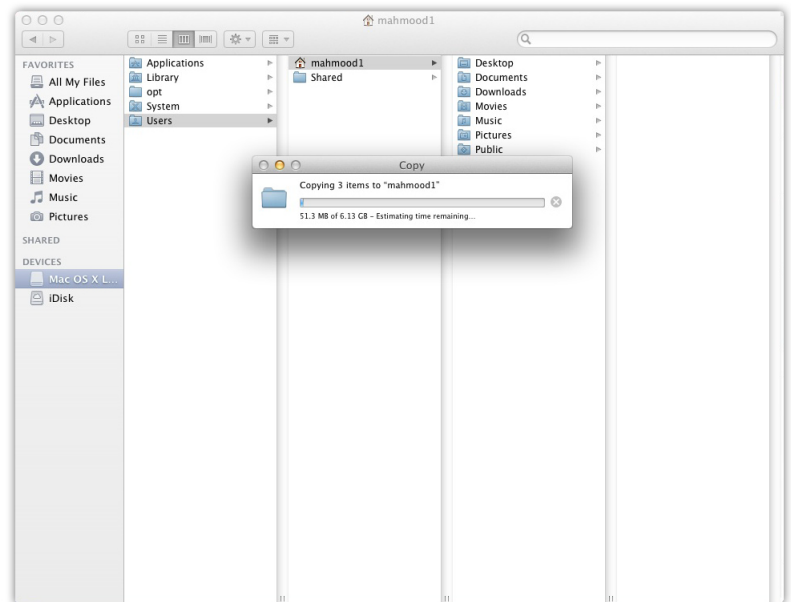 mahmood1
FAVORITES
All My Files
Applications
Desktop
Documents
Downloads
Movies
Music
Pictures
SHARED
DEVICES
Mac OS X L...
iDisk
Applications
Library
opt
System
Users
mahmood1
Shared
Desktop
Documents
Downloads
Movies
Music
Pictures
Public
Copy
Copying 3 items to “mahmood1”
51.3 MB of 6.13 GB – Estimating time remaining...